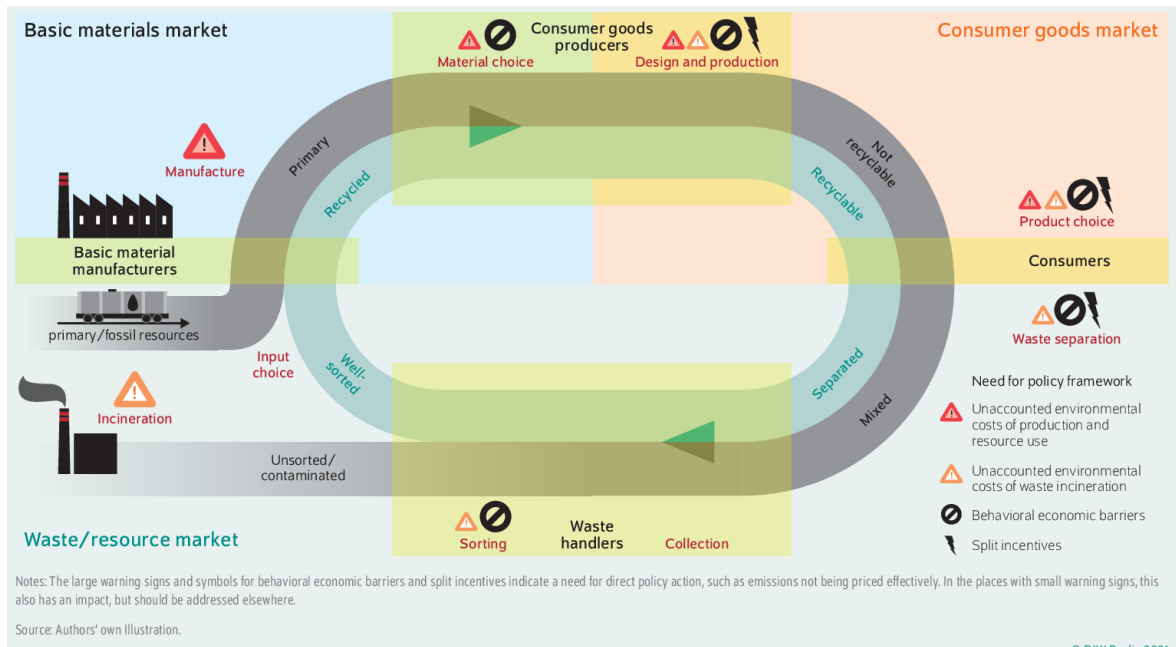 Basic materials market
Consumer goods
producers
Consumer goods market
Material choice
Design and production
Manufacture
Primary
Recycled
Not
recyclable
Recyclable
Product choice
Basic material
manufacturers
Consumers
primary/fossil resources
Waste separation
Input
choice
Well-
sorted
Separated
Mixed
Incineration
Unsorted/
contaminated
Need for policy framework
Unaccounted environmental
costs of production and
resource use
Unaccounted environmental
costs of waste incineration
Behavioral economic barriers
Split incentives
Waste/resource market
Sorting
Waste
handlers
Collection
Notes: The large warning signs and symbols for behavioral economic barriers and split incentives indicate a need for direct policy action, such as emissions not being priced effectively. In the places with small warning signs, this
also has an impact, but should be addressed elsewhere.
Source: Authors' own Illustration.